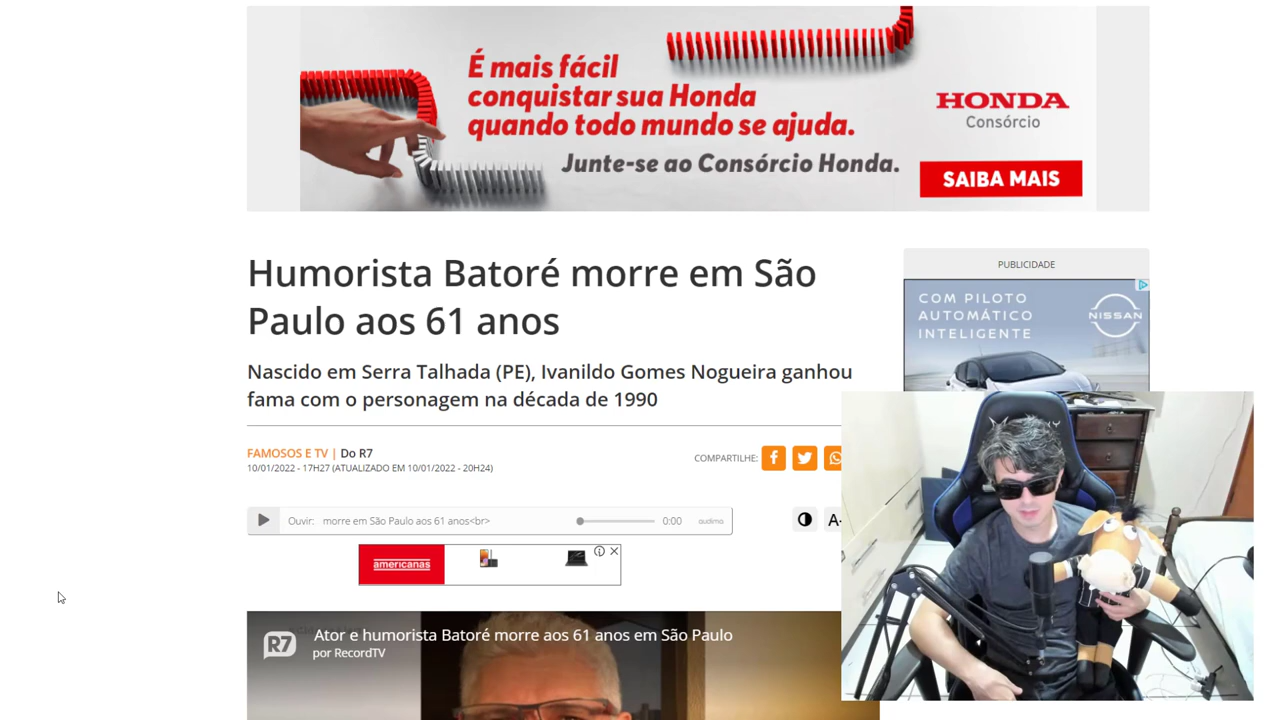 É mais fácil
conquistar sua Honda
quando todo mundo se ajuda.
Junte-se ao Consórcio Honda.
HONDA
Consórcio
SAIBA MAIS
Humorista Batoré morre em São
Paulo aos 61 anos
Nascido em Serra Talhada (PE), Ivanildo Gomes Nogueira ganhou
fama com o personagem na década de 1990
FAMOSOS E TV | Do R7
10/01/2022 - 17H27 (ATUALIZADO EM 10/01/2022 - 20H24)
COMPARTILHE:
Ouvir: morre em São Paulo aos 61 anos<br>
0:00
audima
A-
americanas
PUBLICIDADE
COM PILOTO
AUTOMÁTICO
INTELIGENTE
NISSAN
R7
Ator e humorista Batoré morre aos 61 anos em São Paulo
por RecordTV